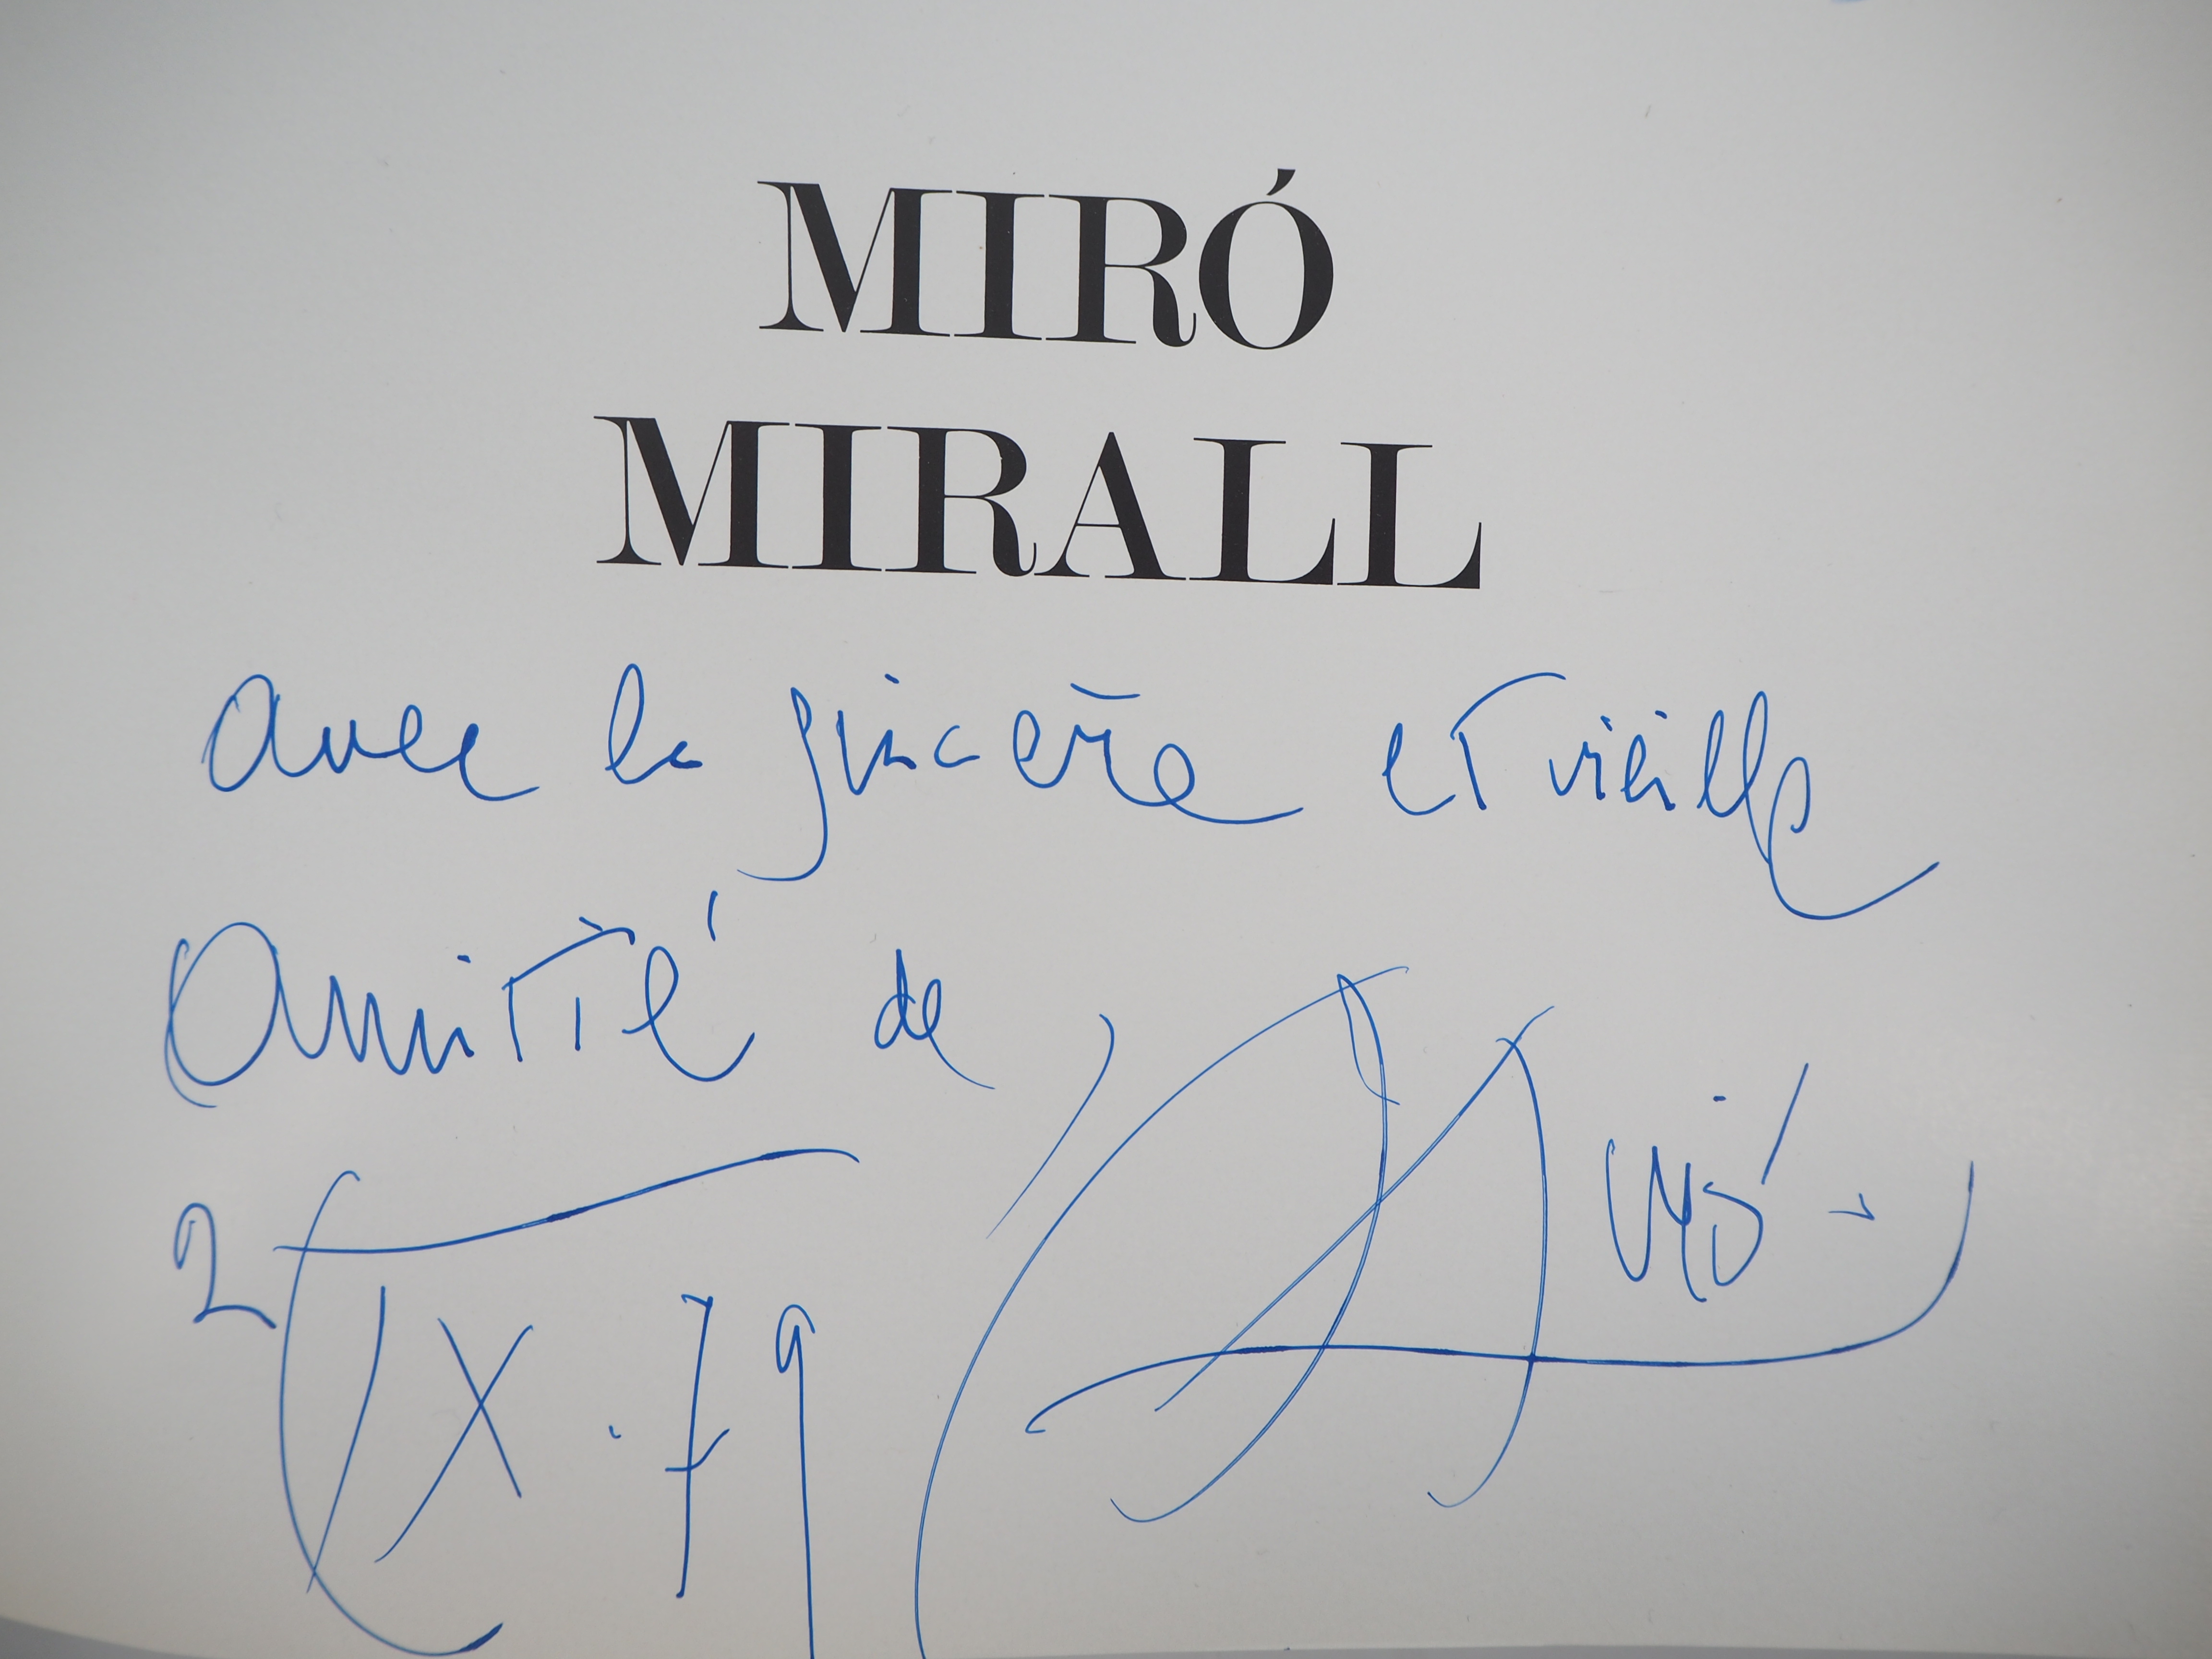 MIRÓ
MIRALL
avec la sincère et vieille
amitié de
Miró
2 IX . 79